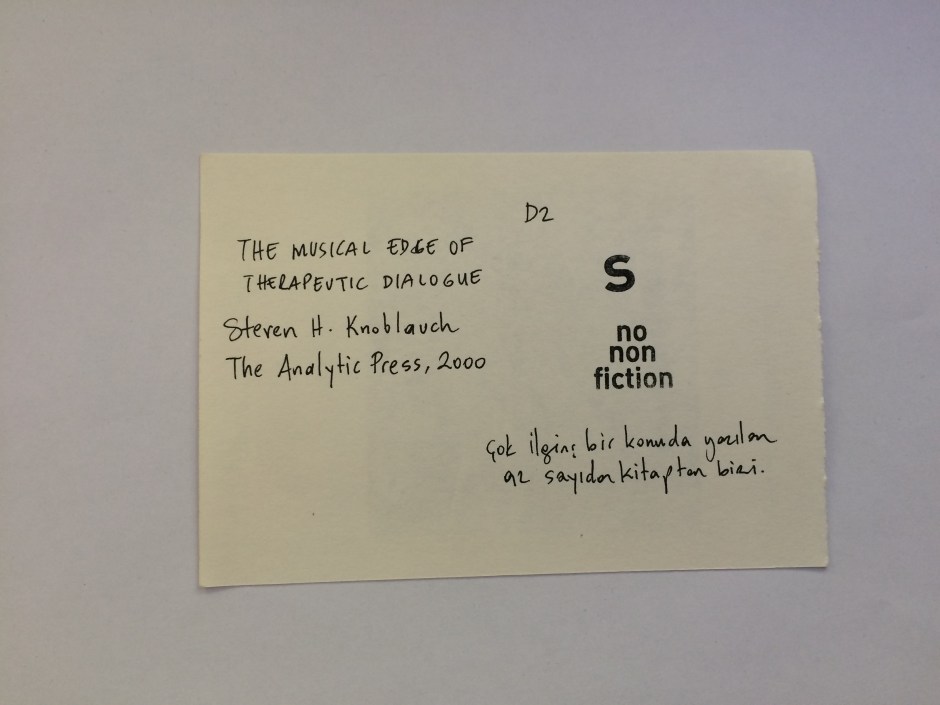 D2
THE MUSICAL EDGE OF
THERAPEUTIC DIALOGUE
Steven H. Knoblauch
The Analytic Press, 2000
S
no
non
fiction
Çok ilginç bir konuda yazılan
az sayıda kitaptan biri.